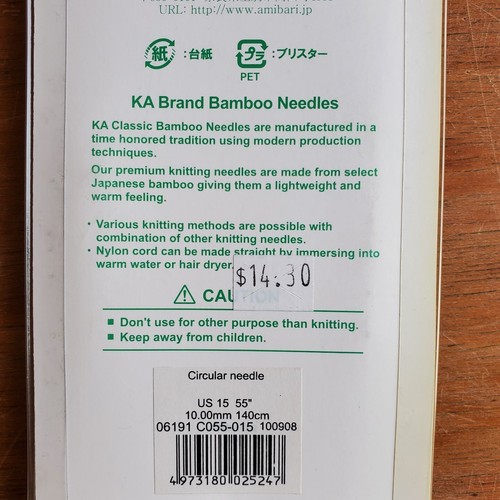 URL: http://www.amibari.jp
紙 :台紙 プラ :ブリスター
PET
KA Brand Bamboo Needles
KA Classic Bamboo Needles are manufactured in a
time honored tradition using modern production
techniques.
Our premium knitting needles are made from select
Japanese bamboo giving them a lightweight and
warm feeling.
・Various knitting methods are possible with
combination of other knitting needles.
・Nylon cord can be made straight by immersing into
warm water or hair dryer.
$14.30
CAUTION
■ Don't use for other purpose than knitting.
■ Keep away from children.
Circular needle
US 15 55"
10.00mm 140cm
06191 C055-015 100908
4973180025247